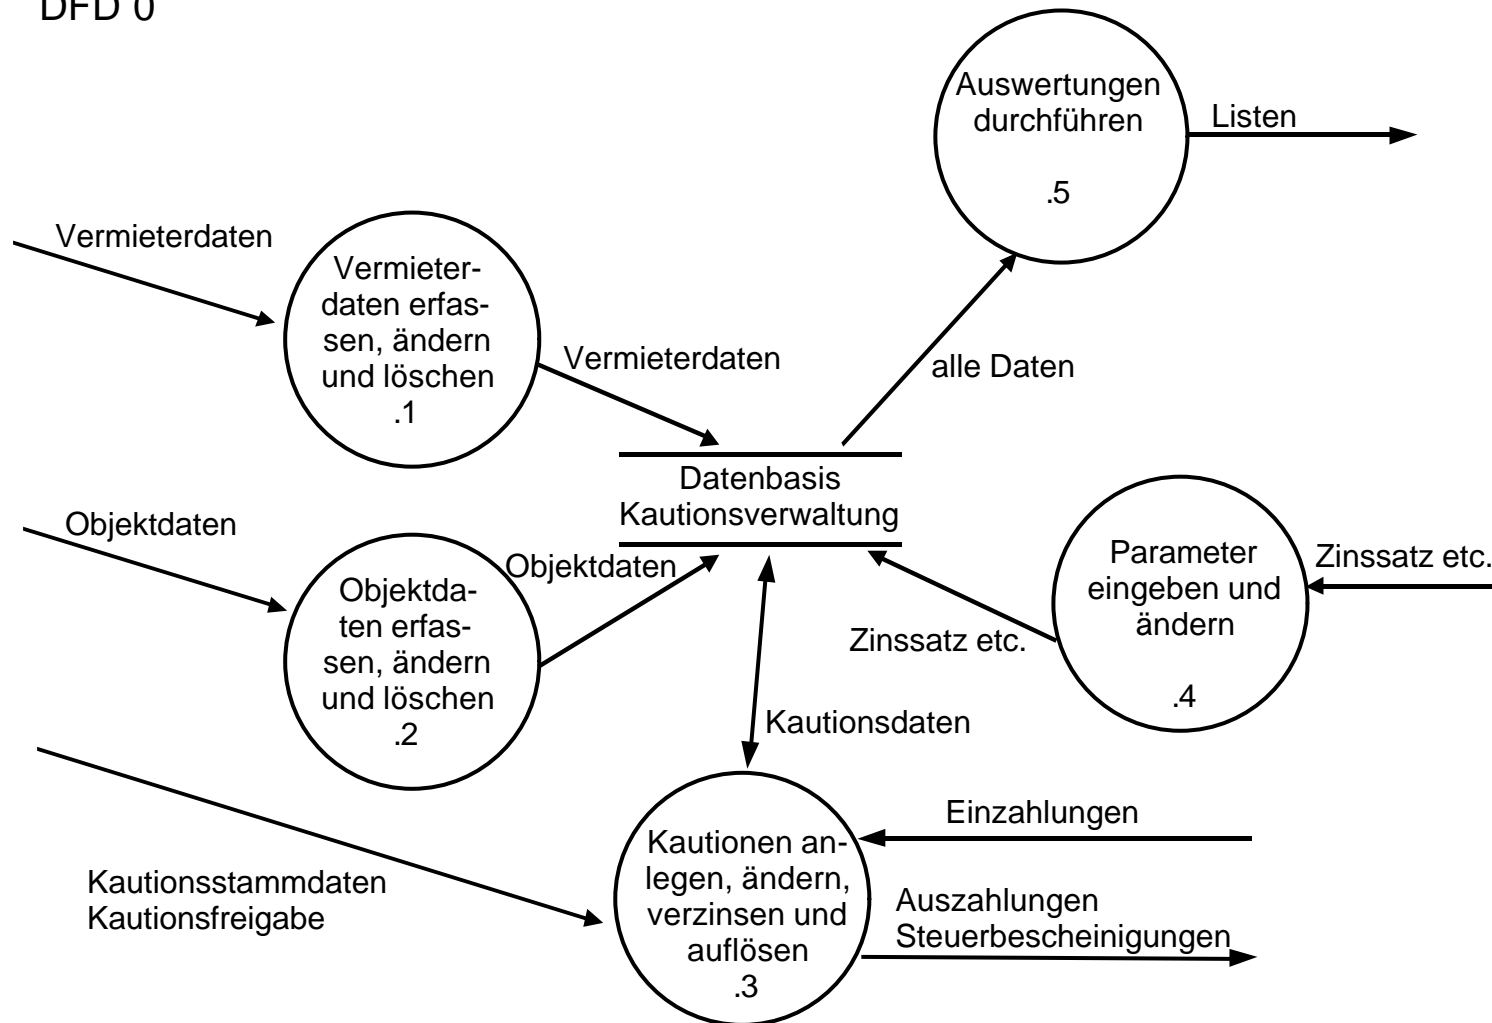 DFD 0
Auswertungen
durchführen
.5
Listen
Vermieterdaten
Vermieter-
daten erfas-
sen, ändern
und löschen
.1
Vermieterdaten
alle Daten
Datenbasis
Kautionsverwaltung
Objektdaten
Objektda-
ten erfas-
sen, ändern
und löschen
.2
Objektdaten
Parameter
eingeben und
ändern
.4
Zinssatz etc.
Zinssatz etc.
Kautionsdaten
Kautionsstammdaten
Kautionsfreigabe
Kautionen an-
legen, ändern,
verzinsen und
auflösen
.3
Einzahlungen
Auszahlungen
Steuerbescheinigungen